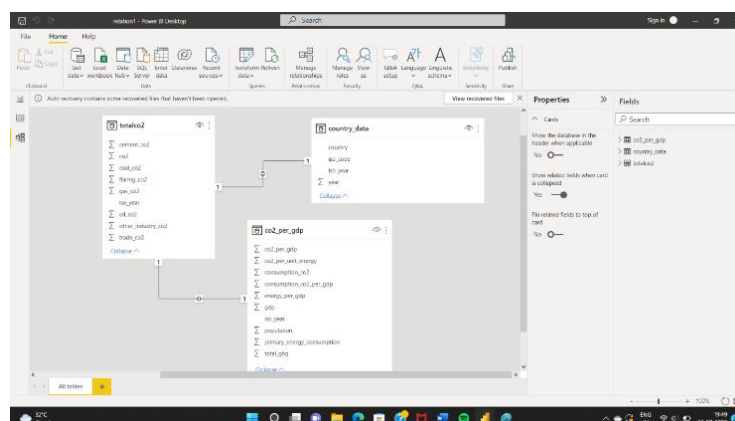 relation1 - Power BI Desktop
Search
Sign in
File Home Help
Paste
Cut
Copy
Get data
Excel workbook
Data hub
SQL Server
Enter data
Dataverse
Recent sources
Transform data
Refresh
Manage relationships
Manage roles
View as
Q&A setup
Language
Linguistic schema
Sensitivity
Publish
Clipboard
Data
Queries
Relationships
Security
Q&A
Sensitivity
Share
Auto recovery contains some recovered files that haven't been opened.
View recovered files
totalco2
cement_co2
co2
coal_co2
flaring_co2
gas_co2
iso_year
oil_co2
other_industry_co2
trade_co2
Collapse
1
1
country_data
country
iso_code
iso_year
year
Collapse
1
1
co2_per_gdp
co2_per_gdp
co2_per_unit_energy
consumption_co2
consumption_co2_per_gdp
energy_per_gdp
gdp
iso_year
population
primary_energy_consumption
total_ghg
Collapse
Properties
Cards
Show the database in the
header when applicable
No
Show related fields when card
is collapsed
Yes
Pin related fields to top of
card
No
Fields
Search
co2_per_gdp
country_data
totalco2
All tables
100%
32°C
ENG
19:49